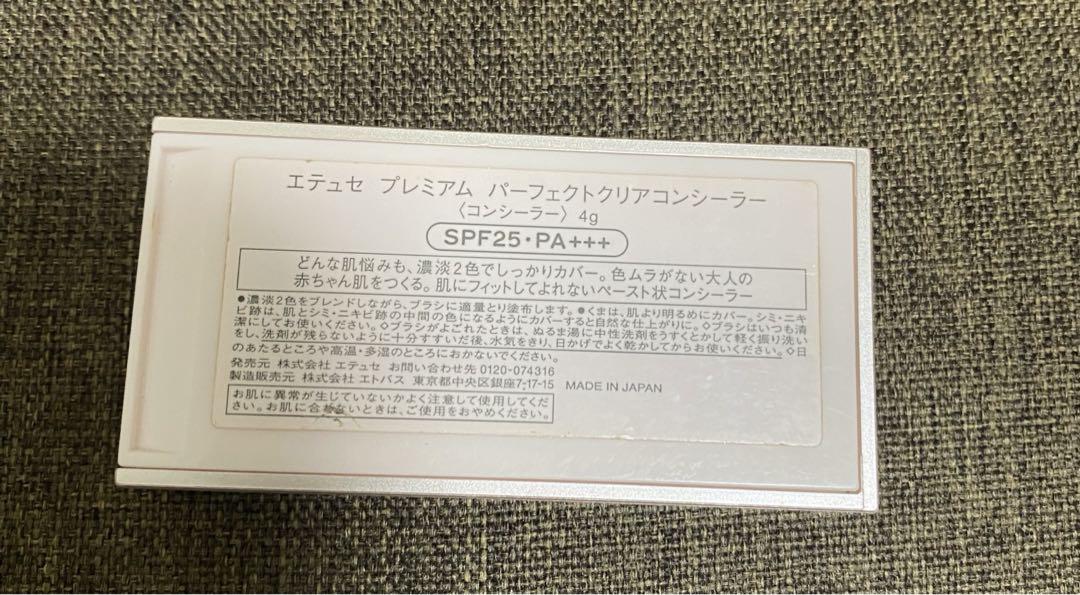 エテュセ プレミアム パーフェクトクリアコンシーラー
〈コンシーラー〉4g
SPF25・PA+++
どんな肌悩みも、濃淡2色でしっかりカバー。色ムラがない大人の
赤ちゃん肌をつくる。肌にフィットしてよれないペースト状コンシーラー
●濃淡2色をブレンドしながら、ブラシに適量とり塗布します。●くまは、肌より明るめにカバー。シミ・ニキ
ビ跡は、肌とシミ・ニキビ跡の中間の色になるようにカバーすると自然な仕上がりに。◇ブラシはいつも清
潔にしてお使いください。◇ブラシがよごれたときは、ぬるま湯に中性洗剤をうすくとかして軽く振り洗い
をし、洗剤が残らないように十分すすいだ後、水気をきり、日かげでよく乾かしてからお使いください。◇日
のあたるところや高温・多湿のところにおかないでください。
発売元 株式会社 エテュセ お問い合わせ先 0120-074316
製造販売元 株式会社 エトバス 東京都中央区銀座7-17-15 MADE IN JAPAN
お肌に異常が生じていないかよく注意して使用してくだ
さい。お肌に合わないときは、ご使用をおやめください。